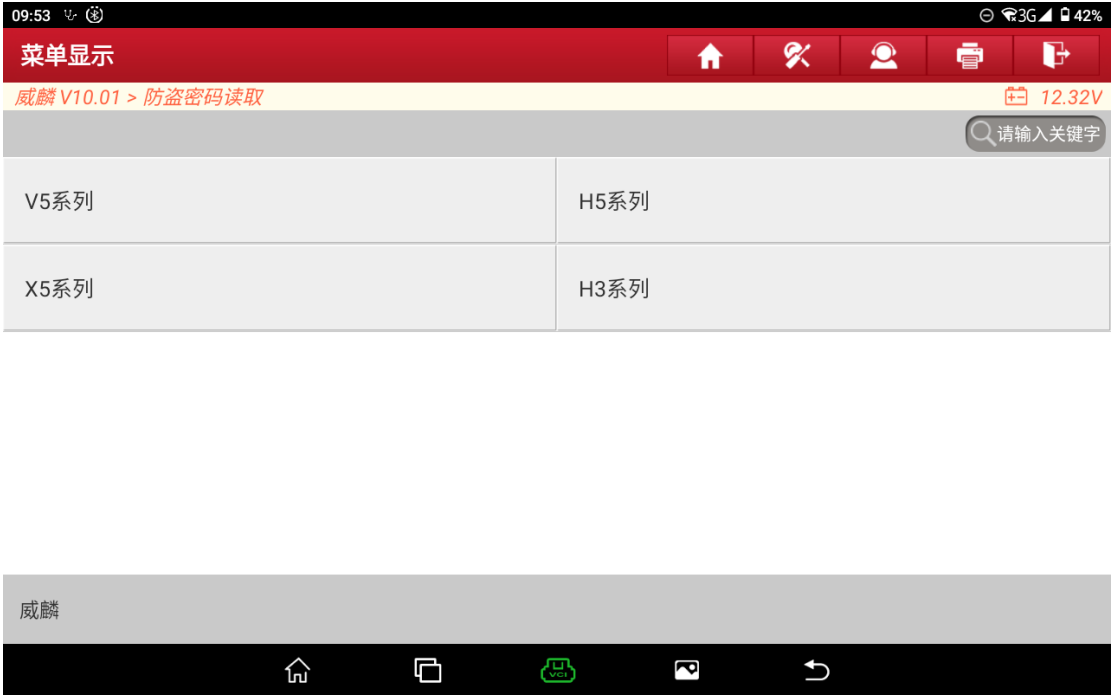 09:53 3G 42%
菜单显示
威麟 V10.01 > 防盗密码读取 12.32V
请输入关键字
V5系列 H5系列
X5系列 H3系列
威麟
VCI